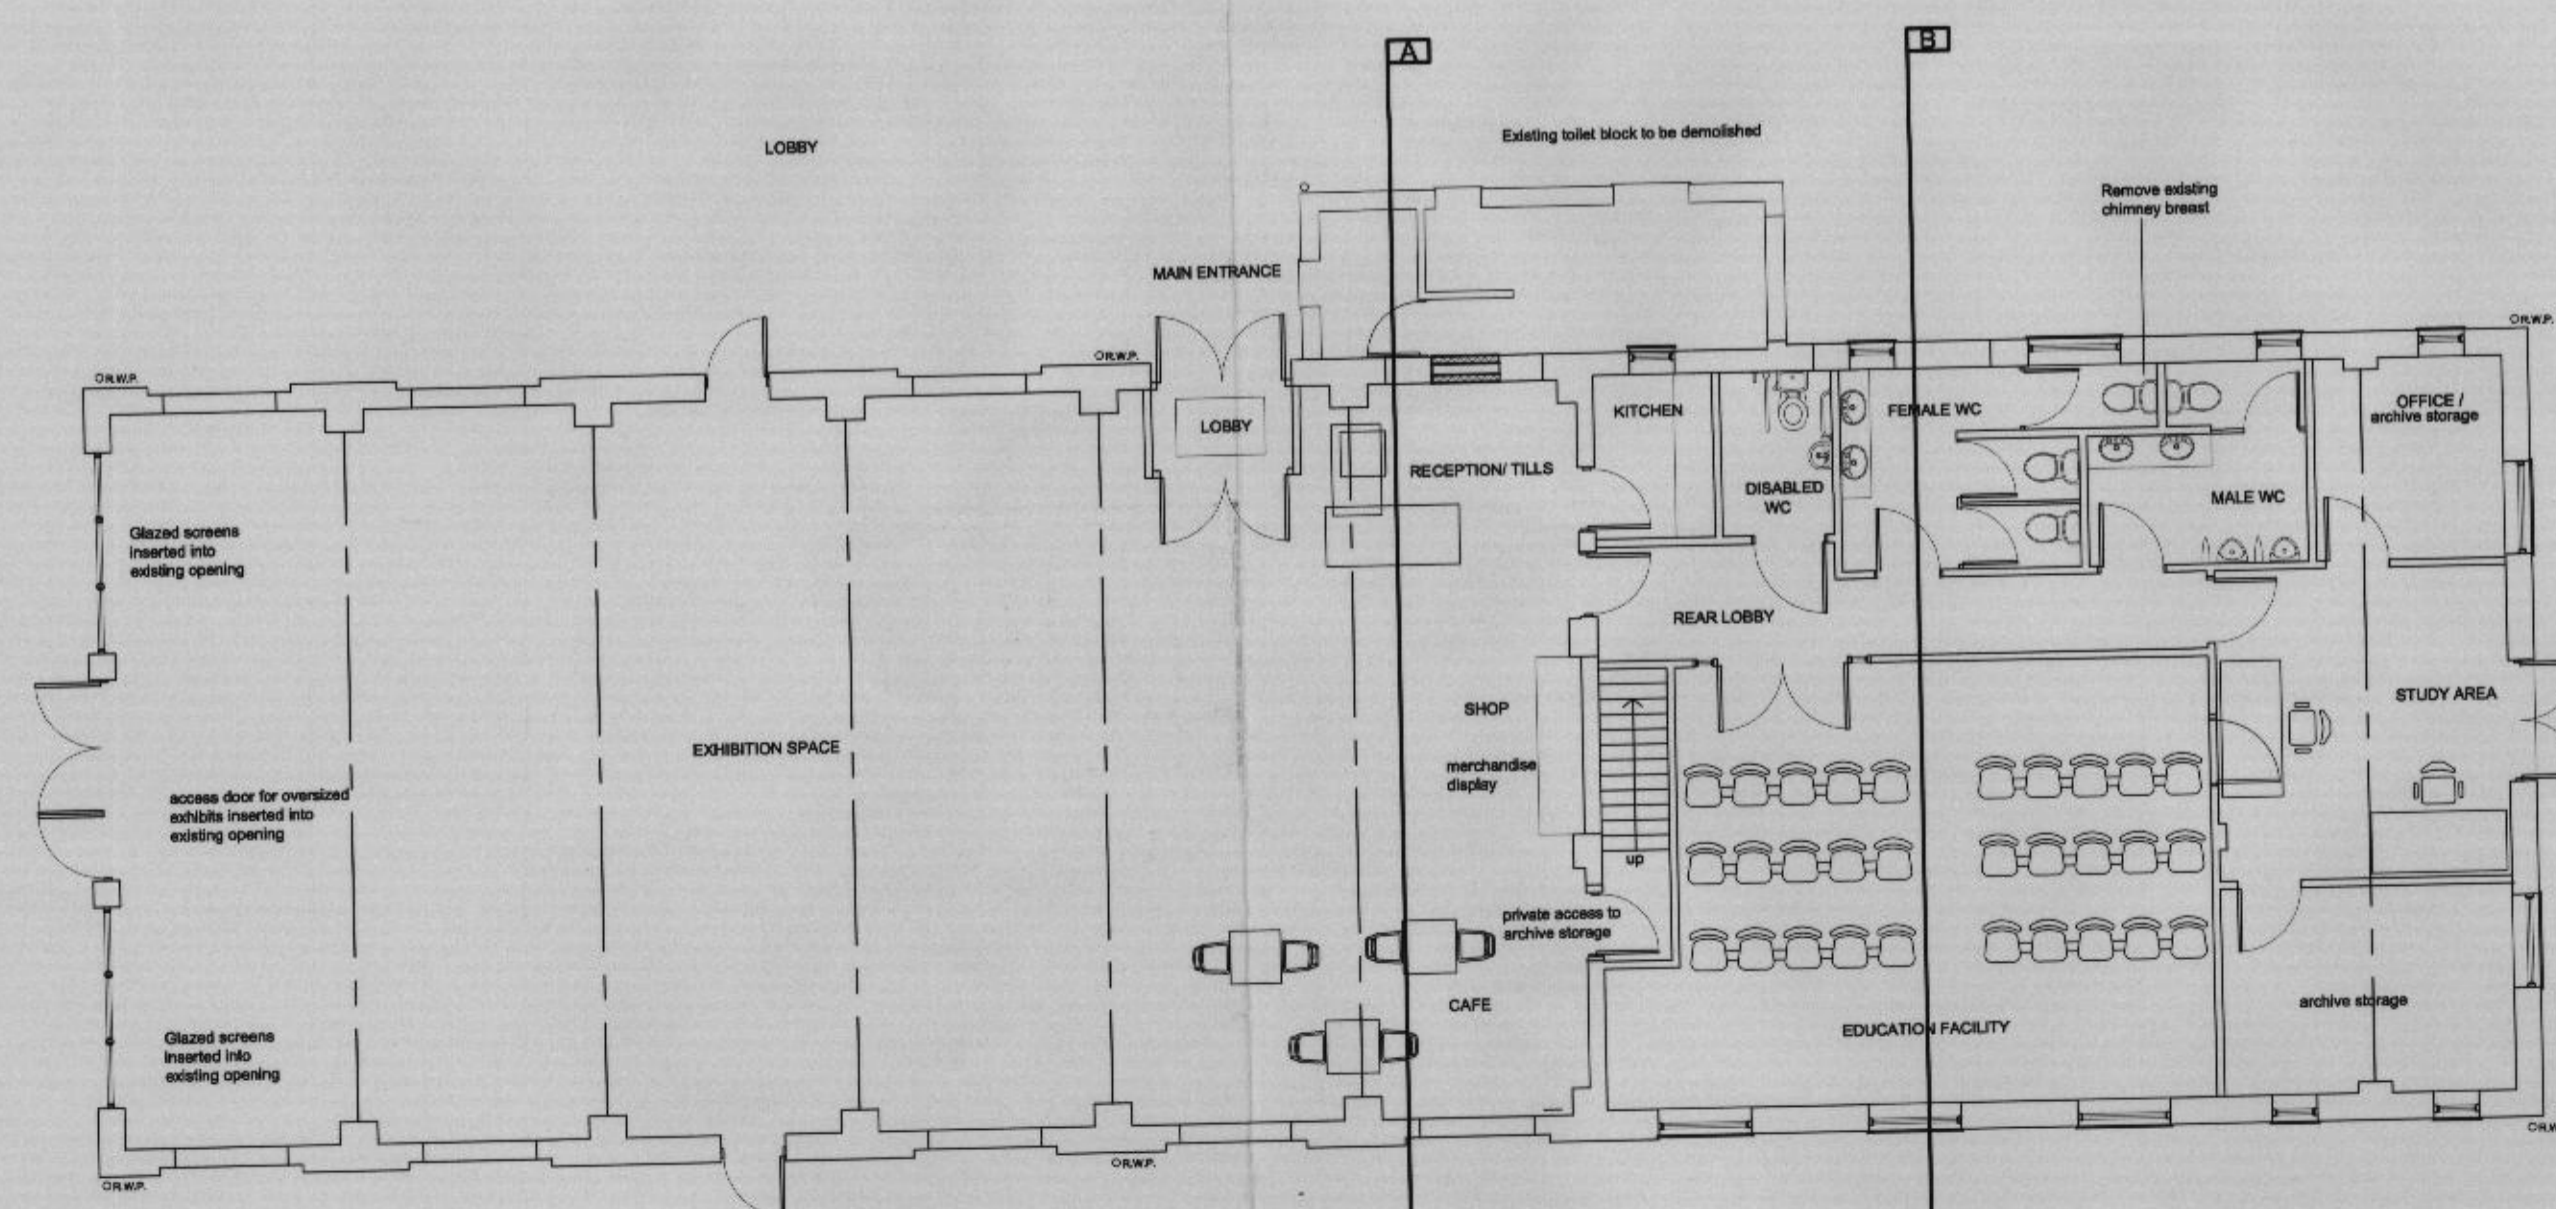 A
B
Existing toilet block to be demolished
LOBBY
Remove existing
chimney breast
MAIN ENTRANCE
R.W.P.
R.W.P.
R.W.P.
LOBBY
KITCHEN
FEMALE WC
OFFICE /
archive storage
RECEPTION/ TILLS
DISABLED
WC
MALE WC
Glazed screens
inserted into
existing opening
REAR LOBBY
STUDY AREA
SHOP
EXHIBITION SPACE
merchandise
display
access door for oversized
exhibits inserted into
existing opening
up
private access to
archive storage
CAFE
archive storage
EDUCATION FACILITY
Glazed screens
inserted into
existing opening
R.W.P.
R.W.P.
R.W